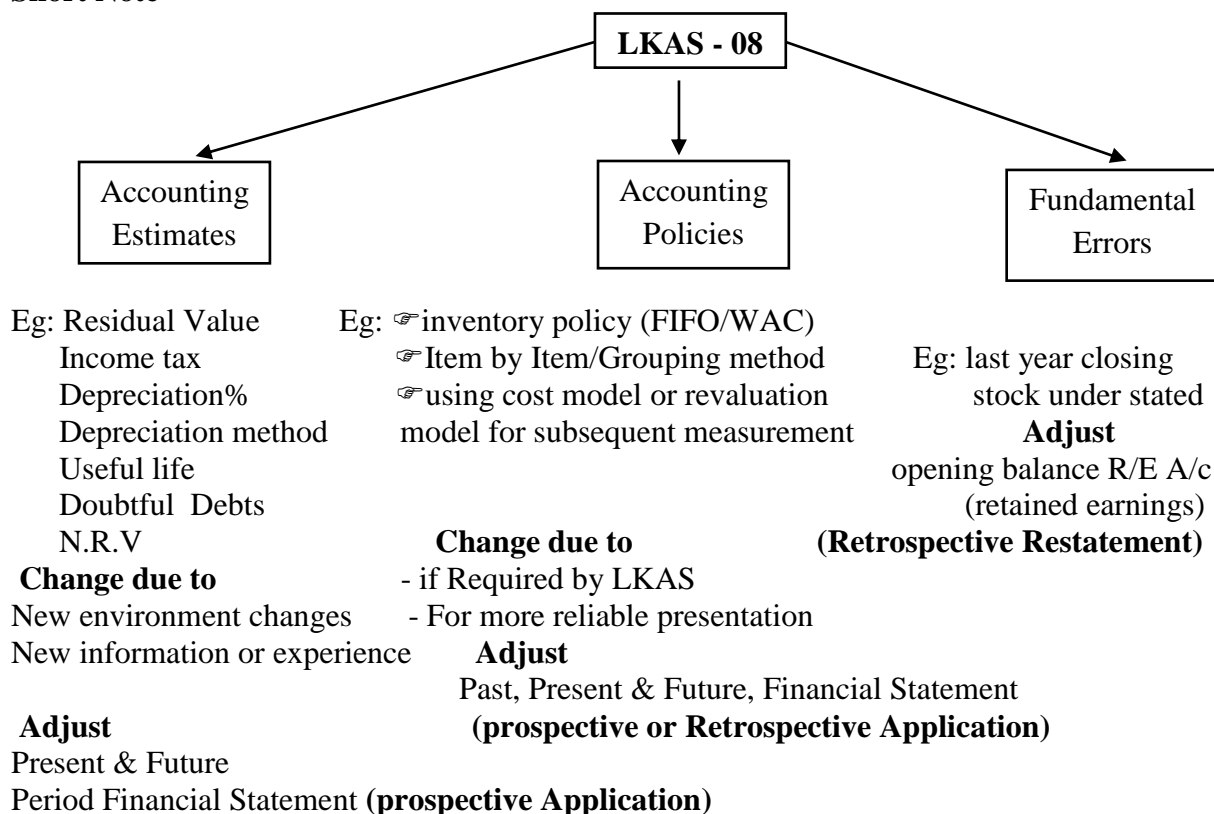 LKAS - 08
Accounting
Estimates
Accounting
Policies
Fundamental
Errors
Eg: Residual Value
Income tax
Depreciation%
Depreciation method
Useful life
Doubtful Debts
N.R.V
Change due to
New environment changes
New information or experience
Adjust
Present & Future
Period Financial Statement (prospective Application)
Eg: ☞inventory policy (FIFO/WAC)
☞Item by Item/Grouping method
☞using cost model or revaluation
model for subsequent measurement
Change due to
- if Required by LKAS
- For more reliable presentation
Adjust
Past, Present & Future, Financial Statement
(prospective or Retrospective Application)
Eg: last year closing
stock under stated
Adjust
opening balance R/E A/c
(retained earnings)
(Retrospective Restatement)